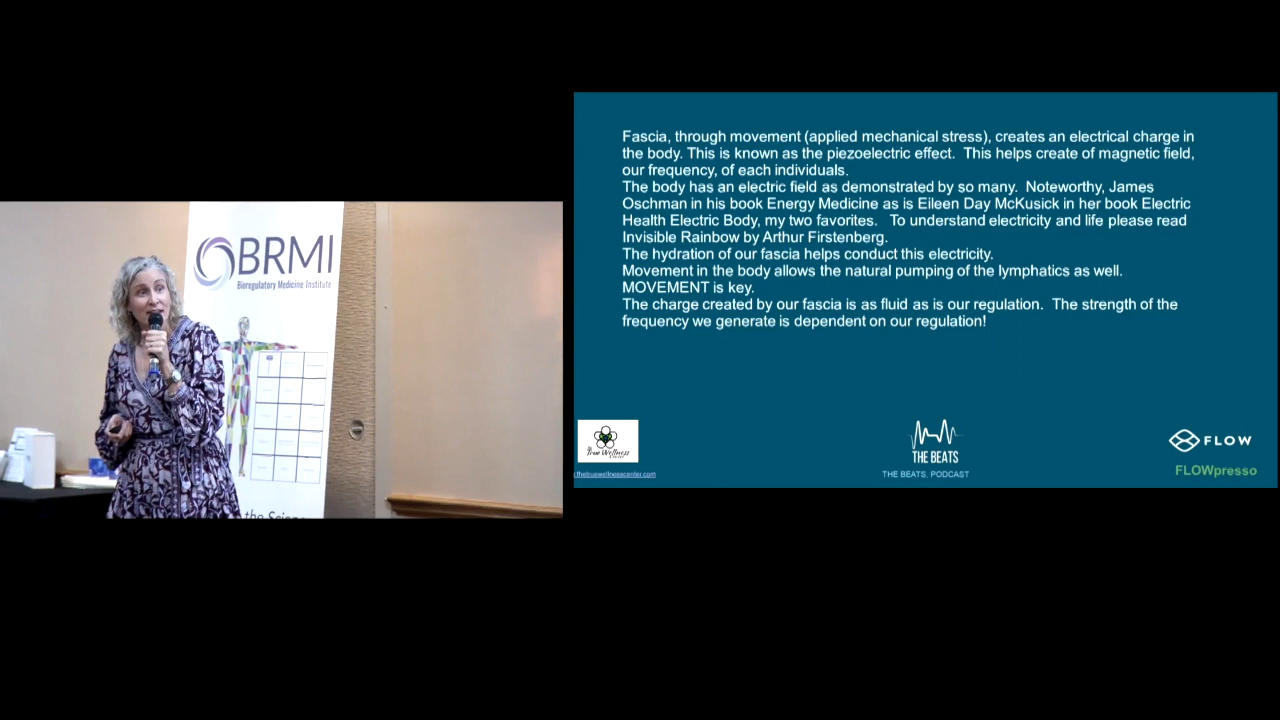 BRMI
Bioregulatory Medicine Institute
the Scien
Fascia, through movement (applied mechanical stress), creates an electrical charge in
the body. This is known as the piezoelectric effect.  This helps create of magnetic field,
our frequency, of each individuals.
The body has an electric field as demonstrated by so many.  Noteworthy, James
Oschman in his book Energy Medicine as is Eileen Day McKusick in her book Electric
Health Electric Body, my two favorites.   To understand electricity and life please read
Invisible Rainbow by Arthur Firstenberg.
The hydration of our fascia helps conduct this electricity.
Movement in the body allows the natural pumping of the lymphatics as well.
MOVEMENT is key.
The charge created by our fascia is as fluid as is our regulation.  The strength of the
frequency we generate is dependent on our regulation!
True Wellness
.thetruewellnesscenter.com
THE BEATS
THE BEATS, PODCAST
FLOW
FLOWpresso